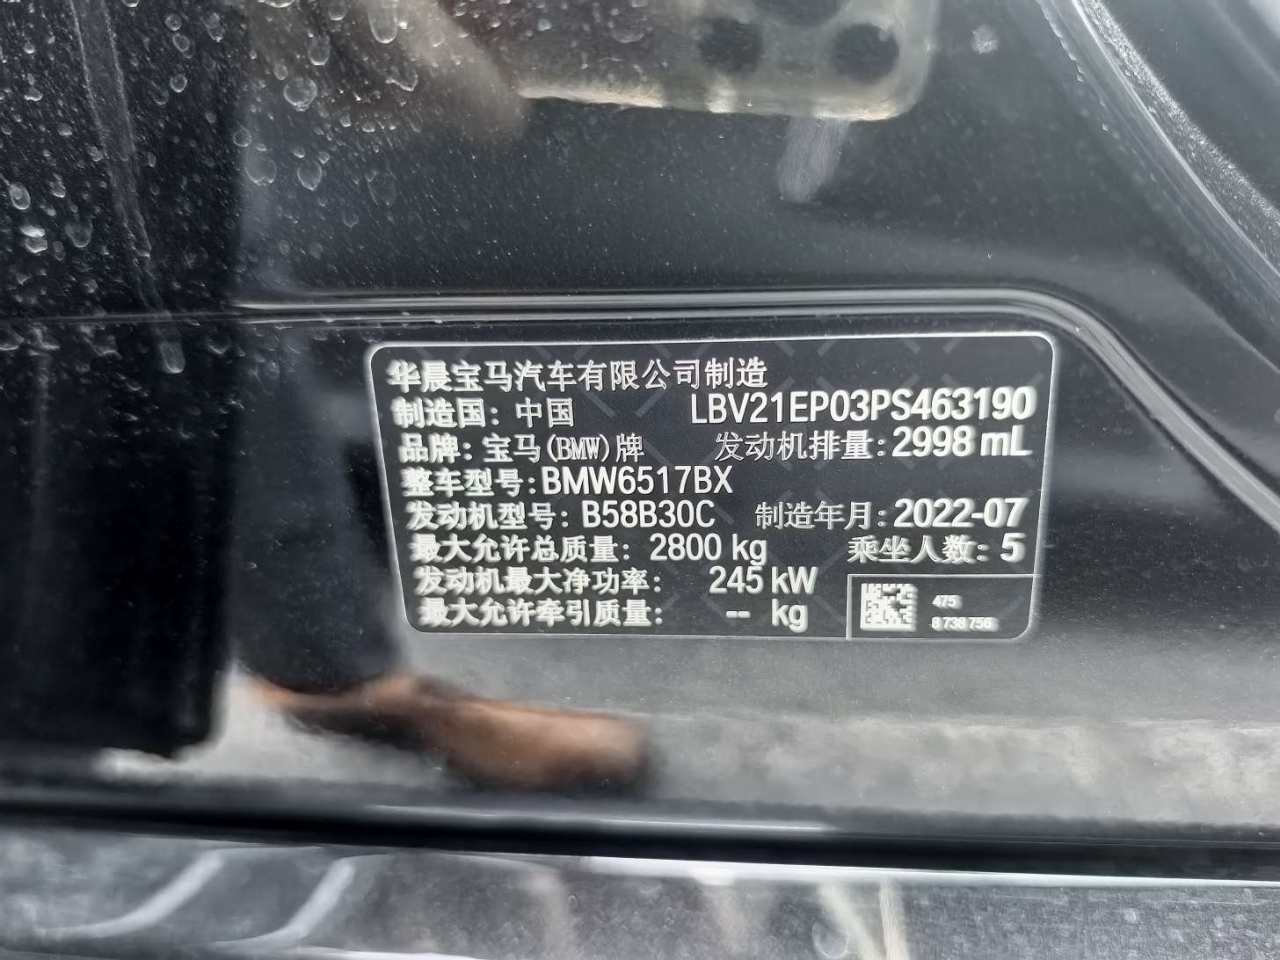 华晨宝马汽车有限公司制造
制造国: 中国 LBV21EP03PS463190
品牌: 宝马(BMW)牌 发动机排量: 2998 mL
整车型号: BMW6517BX
发动机型号: B58B30C 制造年月: 2022-07
最大允许总质量: 2800 kg 乘坐人数: 5
发动机最大净功率: 245 kW
最大允许牵引质量: -- kg
475
8 738 756